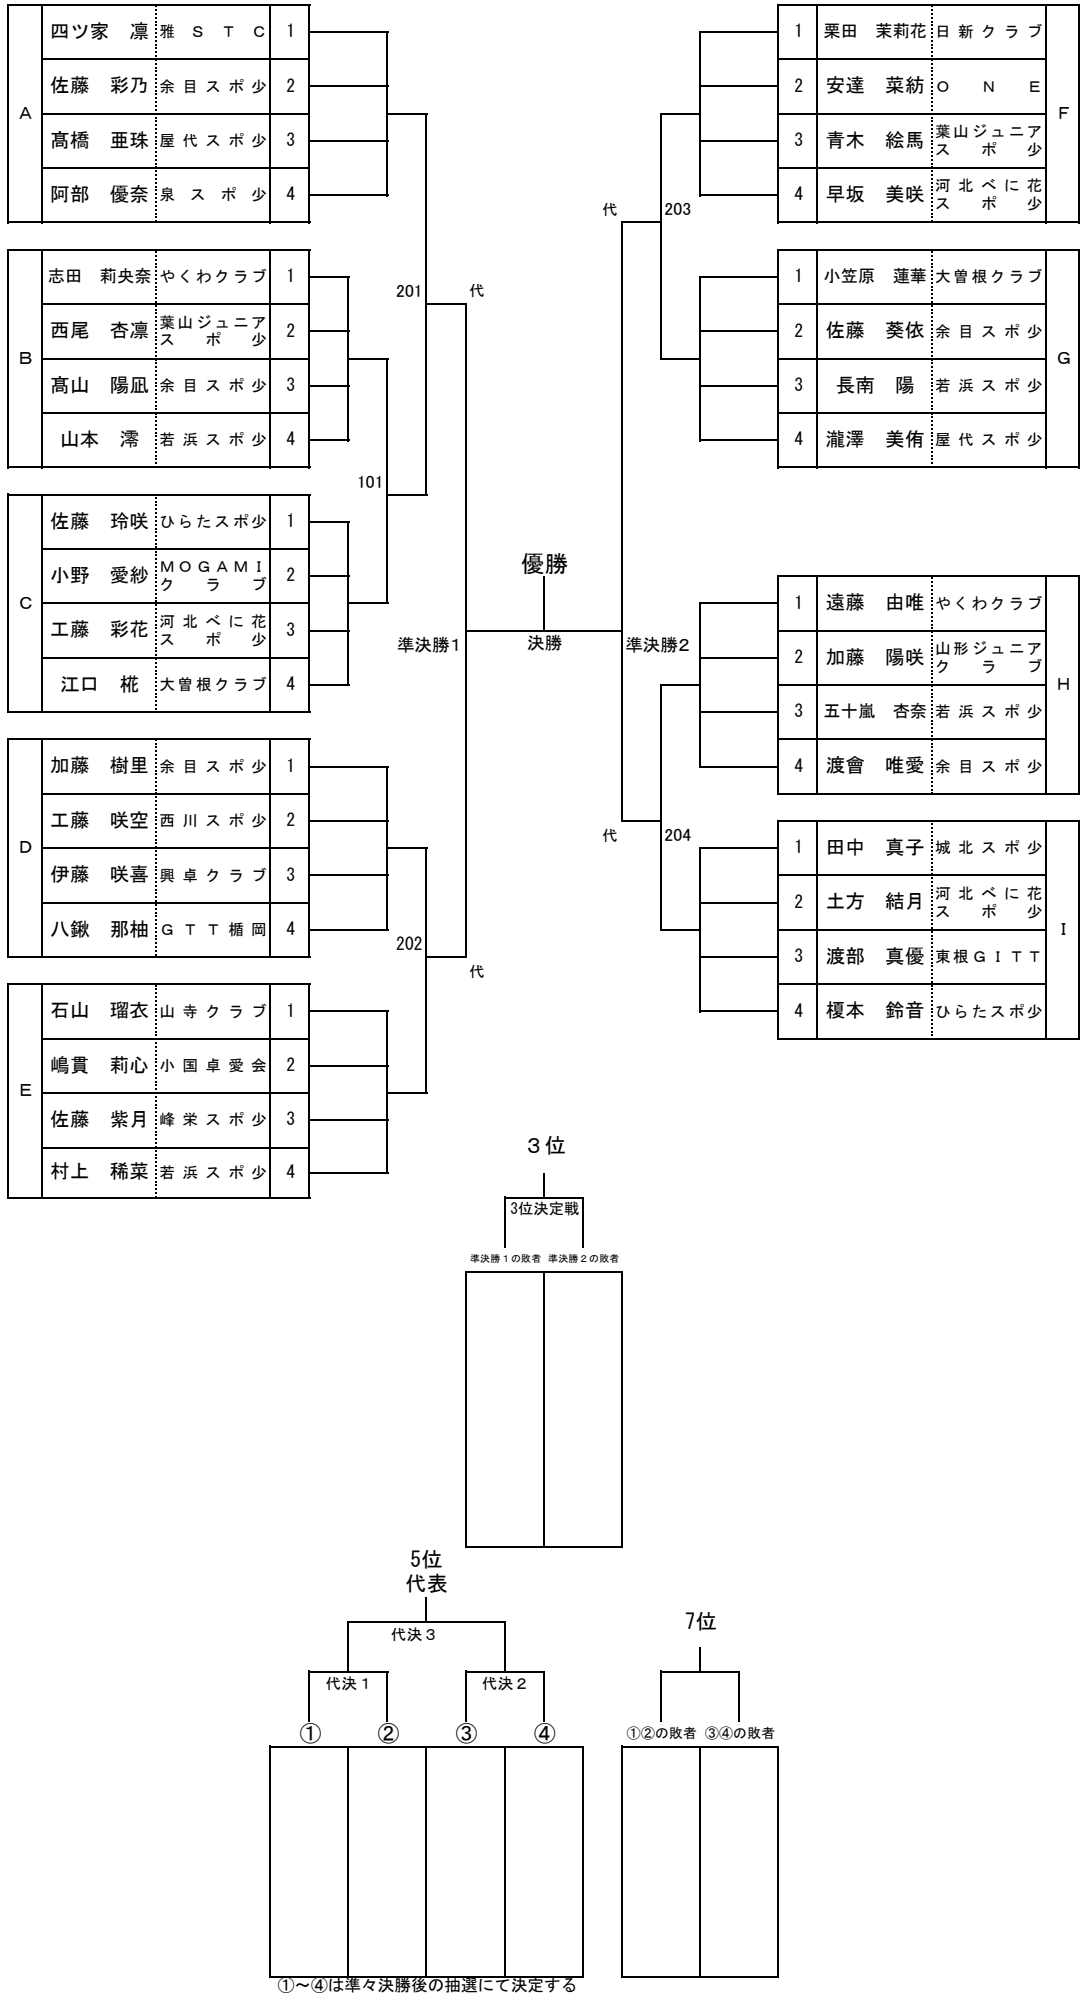 A
四ツ家 凛 雅STC 1
佐藤 彩乃 余目スポ少 2
髙橋 亜珠 屋代スポ少 3
阿部 優奈 泉スポ少 4
B
志田 莉央奈 やくわクラブ 1
西尾 杏凛 葉山ジュニア
スポ少 2
髙山 陽凪 余目スポ少 3
山本 澪 若浜スポ少 4
C
佐藤 玲咲 ひらたスポ少 1
小野 愛紗 MOGAMI
クラブ 2
工藤 彩花 河北べに花
スポ少 3
江口 椛 大曽根クラブ 4
D
加藤 樹里 余目スポ少 1
工藤 咲空 西川スポ少 2
伊藤 咲喜 興卓クラブ 3
八鍬 那柚 GTT楯岡 4
E
石山 瑠衣 山寺クラブ 1
嶋貫 莉心 小国卓愛会 2
佐藤 紫月 峰栄スポ少 3
村上 稀菜 若浜スポ少 4
201
代
101
準決勝1
202
代
優勝
決勝
代
203
準決勝2
代
204
F
1 栗田 茉莉花 日新クラブ
2 安達 菜紡 ONE
3 青木 絵馬 葉山ジュニア
スポ少
4 早坂 美咲 河北べに花
スポ少
G
1 小笠原 蓮華 大曽根クラブ
2 佐藤 葵依 余目スポ少
3 長南 陽 若浜スポ少
4 瀧澤 美侑 屋代スポ少
H
1 遠藤 由唯 やくわクラブ
2 加藤 陽咲 山形ジュニア
クラブ
3 五十嵐 杏奈 若浜スポ少
4 渡會 唯愛 余目スポ少
I
1 田中 真子 城北スポ少
2 土方 結月 河北べに花
スポ少
3 渡部 真優 東根GITT
4 榎本 鈴音 ひらたスポ少
３位
3位決定戦
準決勝１の敗者 準決勝２の敗者
5位
代表
代決３
代決１ 代決２
① ② ③ ④
①～④は準々決勝後の抽選にて決定する
7位
①②の敗者 ③④の敗者